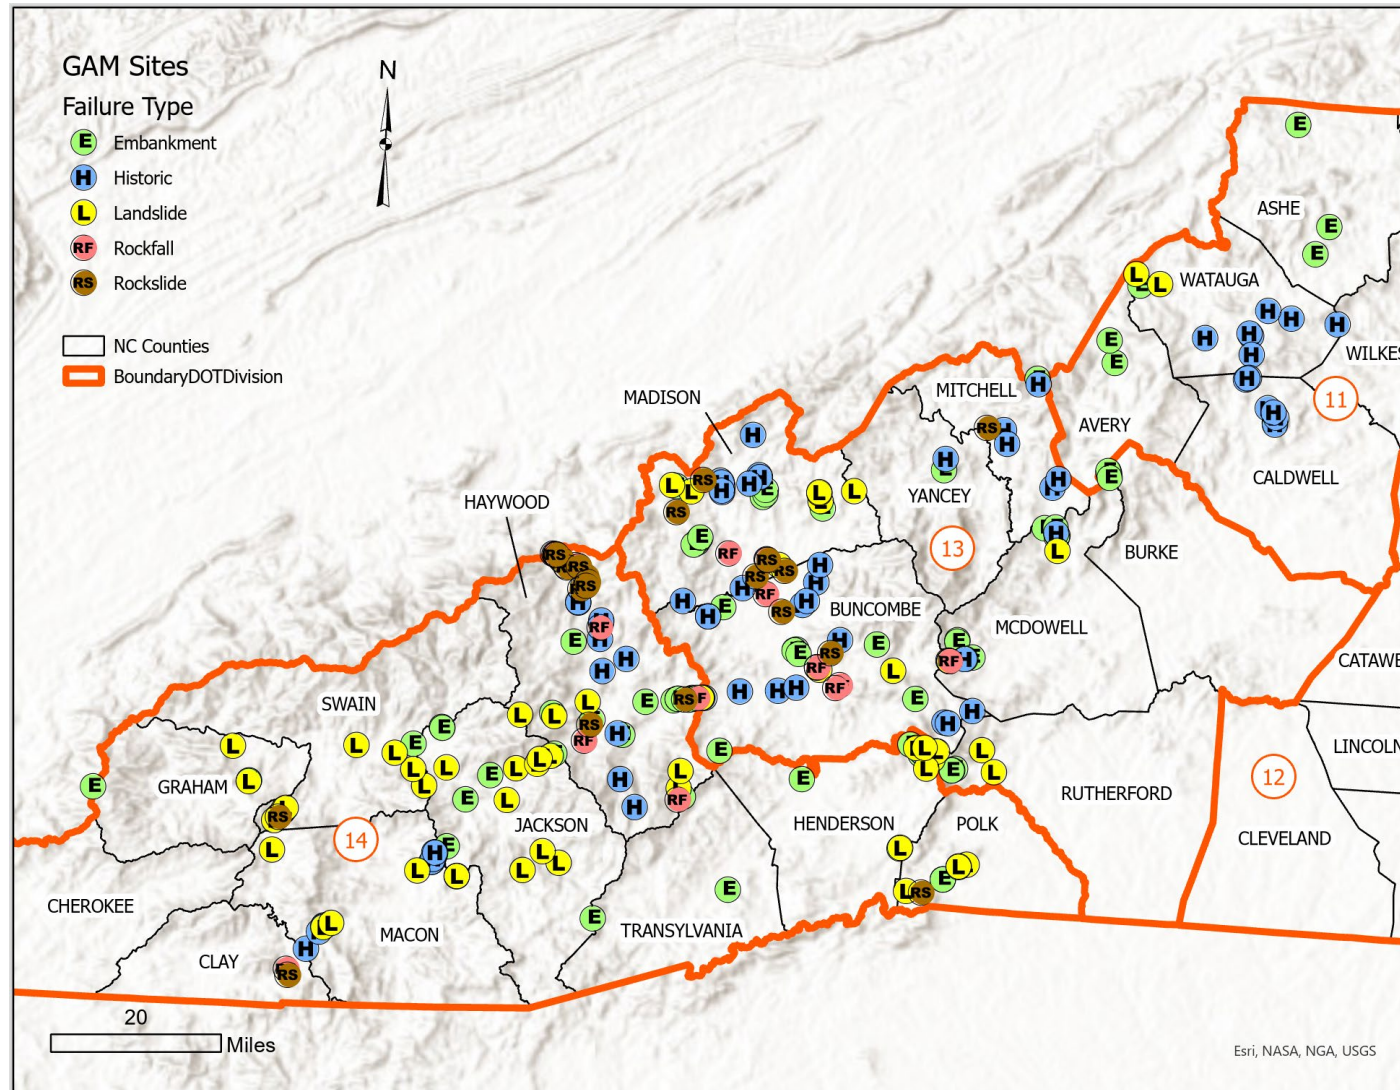 GAM Sites
Failure Type
E Embankment
H Historic
L Landslide
RF Rockfall
RS Rockslide
NC Counties
BoundaryDOTDivision
N
ASHE
WATAUGA
WILKES
11
MITCHELL
MADISON
AVERY
CALDWELL
HAYWOOD
YANCEY
13
BURKE
BUNCOMBE
MCDOWELL
CATAWB
SWAIN
LINCOLN
12
GRAHAM
RUTHERFORD
14
JACKSON
HENDERSON
POLK
CLEVELAND
CHEROKEE
MACON
TRANSYLVANIA
CLAY
20
Miles
Esri, NASA, NGA, USGS